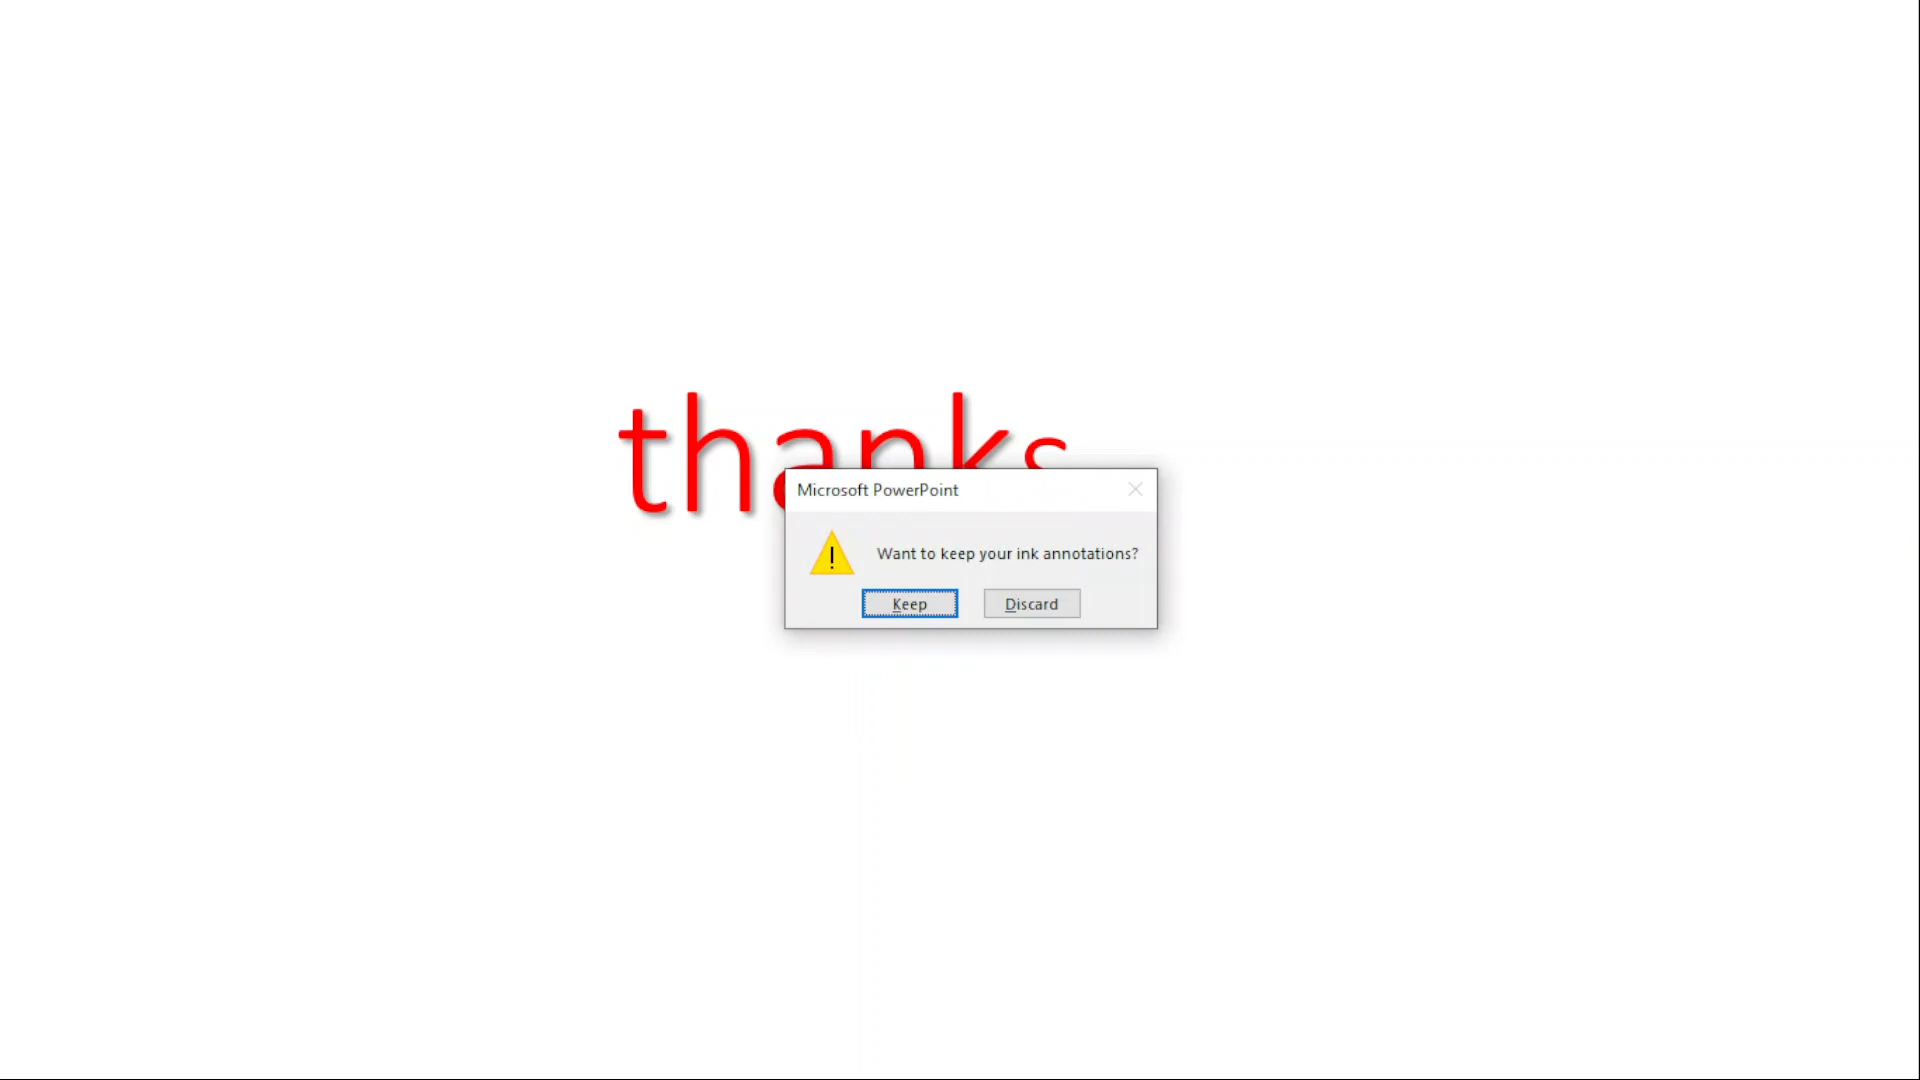 thanks
Microsoft PowerPoint
Want to keep your ink annotations?
Keep
Discard